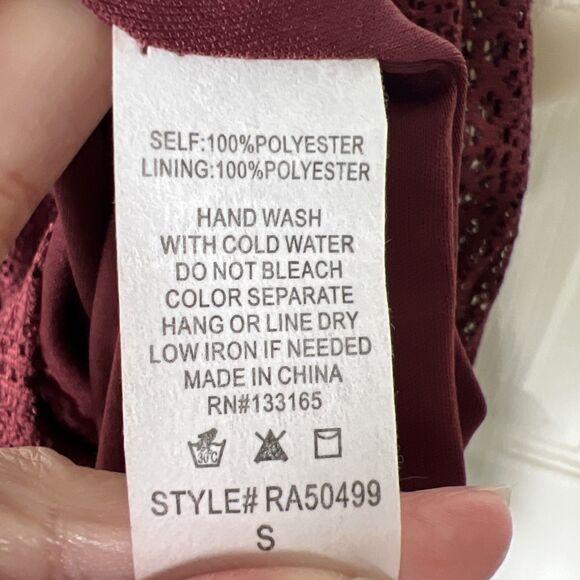 SELF:100%POLYESTER
LINING:100%POLYESTER
HAND WASH
WITH COLD WATER
DO NOT BLEACH
COLOR SEPARATE
HANG OR LINE DRY
LOW IRON IF NEEDED
MADE IN CHINA
RN#133165
30°C
STYLE# RA50499
S